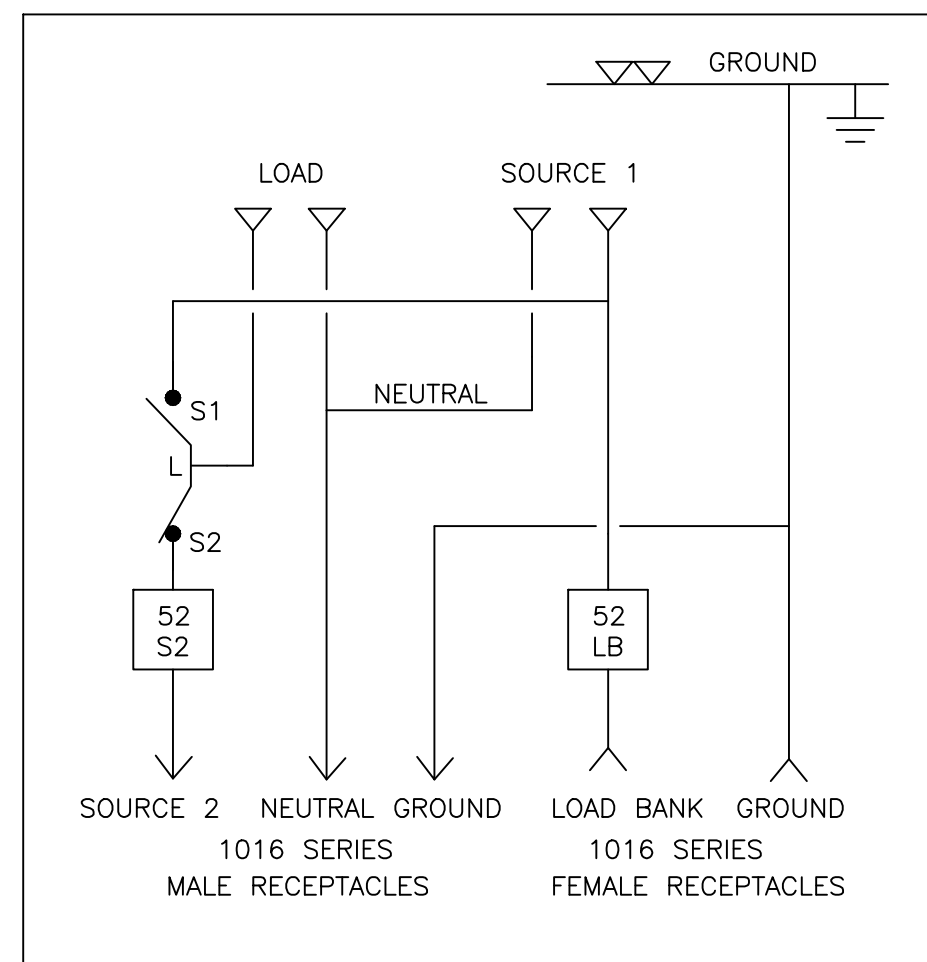 GROUND
LOAD
SOURCE 1
NEUTRAL
S1
L
S2
52
S2
52
LB
SOURCE 2
NEUTRAL
GROUND
LOAD BANK
GROUND
1016 SERIES
MALE RECEPTACLES
1016 SERIES
FEMALE RECEPTACLES